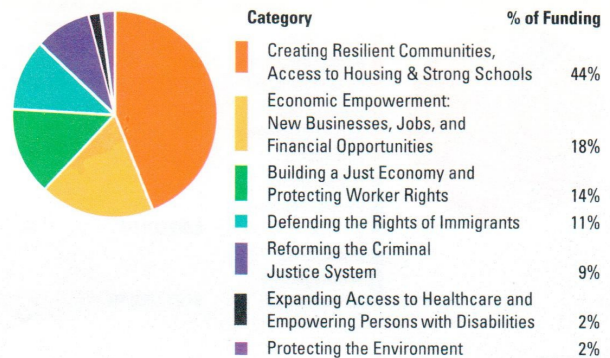 Category % of Funding
Creating Resilient Communities,
Access to Housing & Strong Schools 44%
Economic Empowerment:
New Businesses, Jobs, and
Financial Opportunities 18%
Building a Just Economy and
Protecting Worker Rights 14%
Defending the Rights of Immigrants 11%
Reforming the Criminal
Justice System 9%
Expanding Access to Healthcare and
Empowering Persons with Disabilities 2%
Protecting the Environment 2%